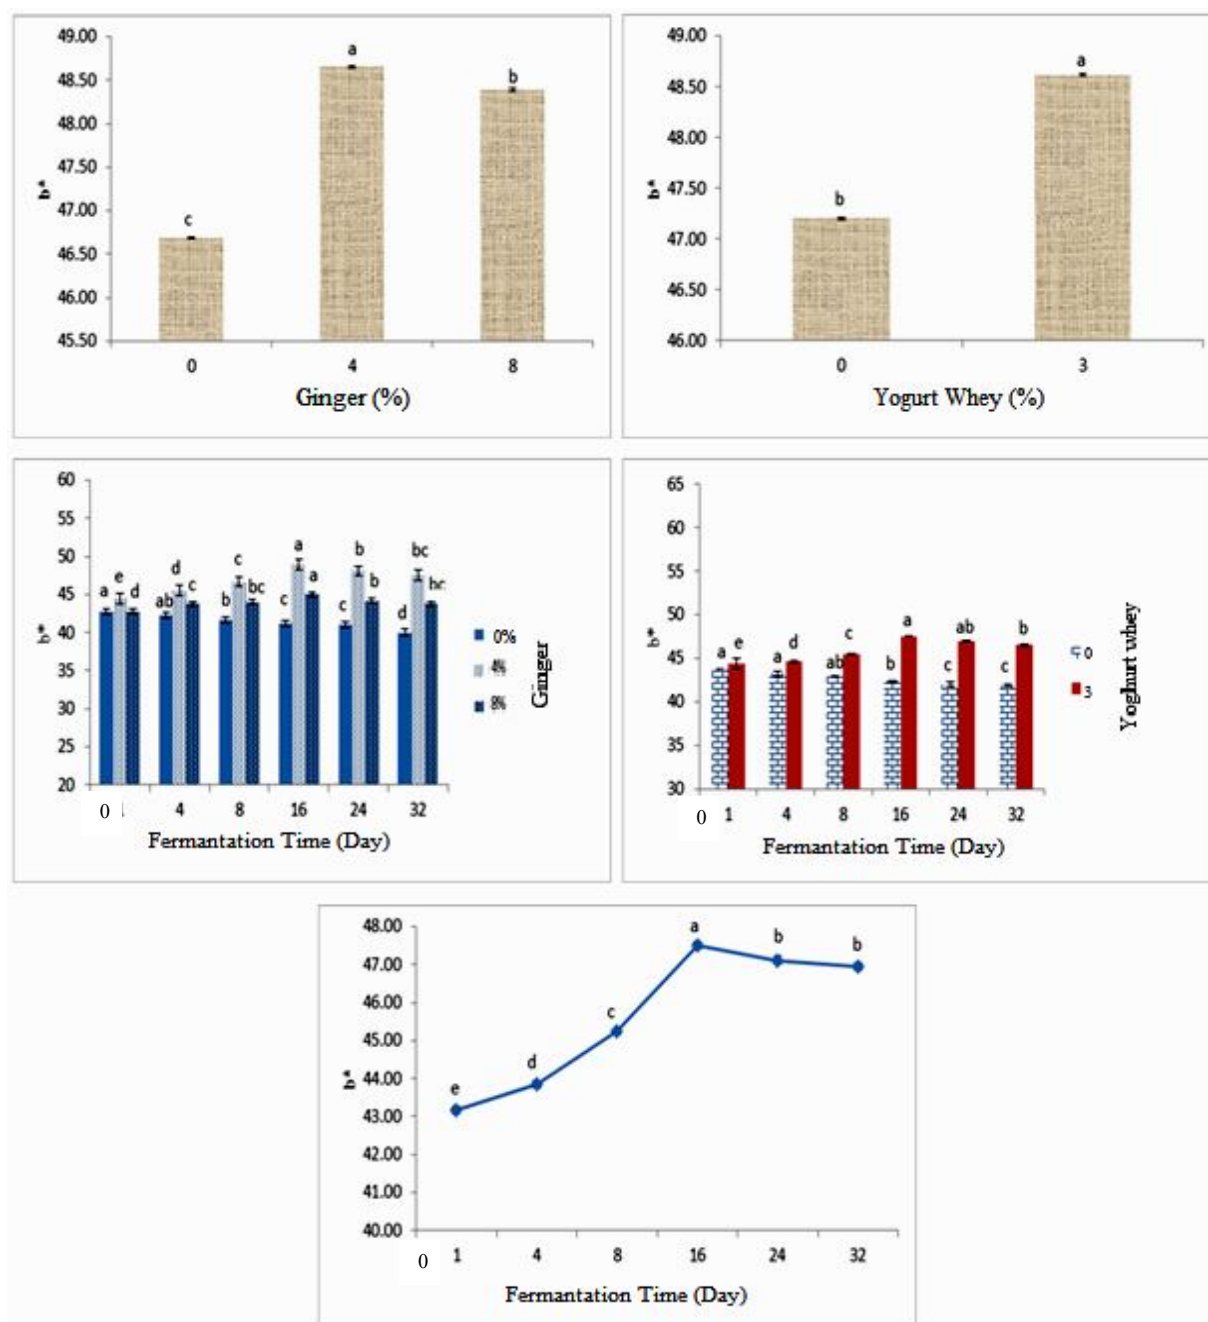 49.00
48.50
48.00
47.50
47.00
46.50
46.00
45.50
b*
c
a
b
0 4 8
Ginger (%)
49.00
48.50
48.00
47.50
47.00
46.50
46.00
b*
b
a
0 3
Yogurt Whey (%)
60
55
50
45
40
35
30
25
20
b*
a e d ab d c b c bc c a a c b b d bc bc
0 4 8 16 24 32
Fermantation Time (Day)
0%
4%
8%
Ginger
65
60
55
50
45
40
35
30
b*
a e a d ab c b a c ab c b
0 1 4 8 16 24 32
Fermantation Time (Day)
0
3
Yoghurt whey
48.00
47.00
46.00
45.00
44.00
43.00
42.00
41.00
40.00
b*
e d c a b b
0 1 4 8 16 24 32
Fermantation Time (Day)